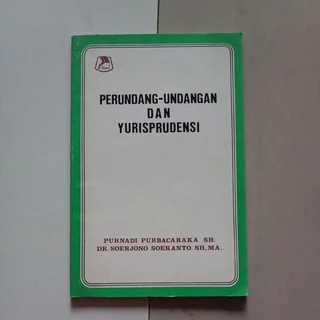 PERUNDANG-UNDANGAN
DAN
YURISPRUDENSI
PURNADI PURBACARAKA SH.
DR. SOERJONO SOEKANTO SH, MA.